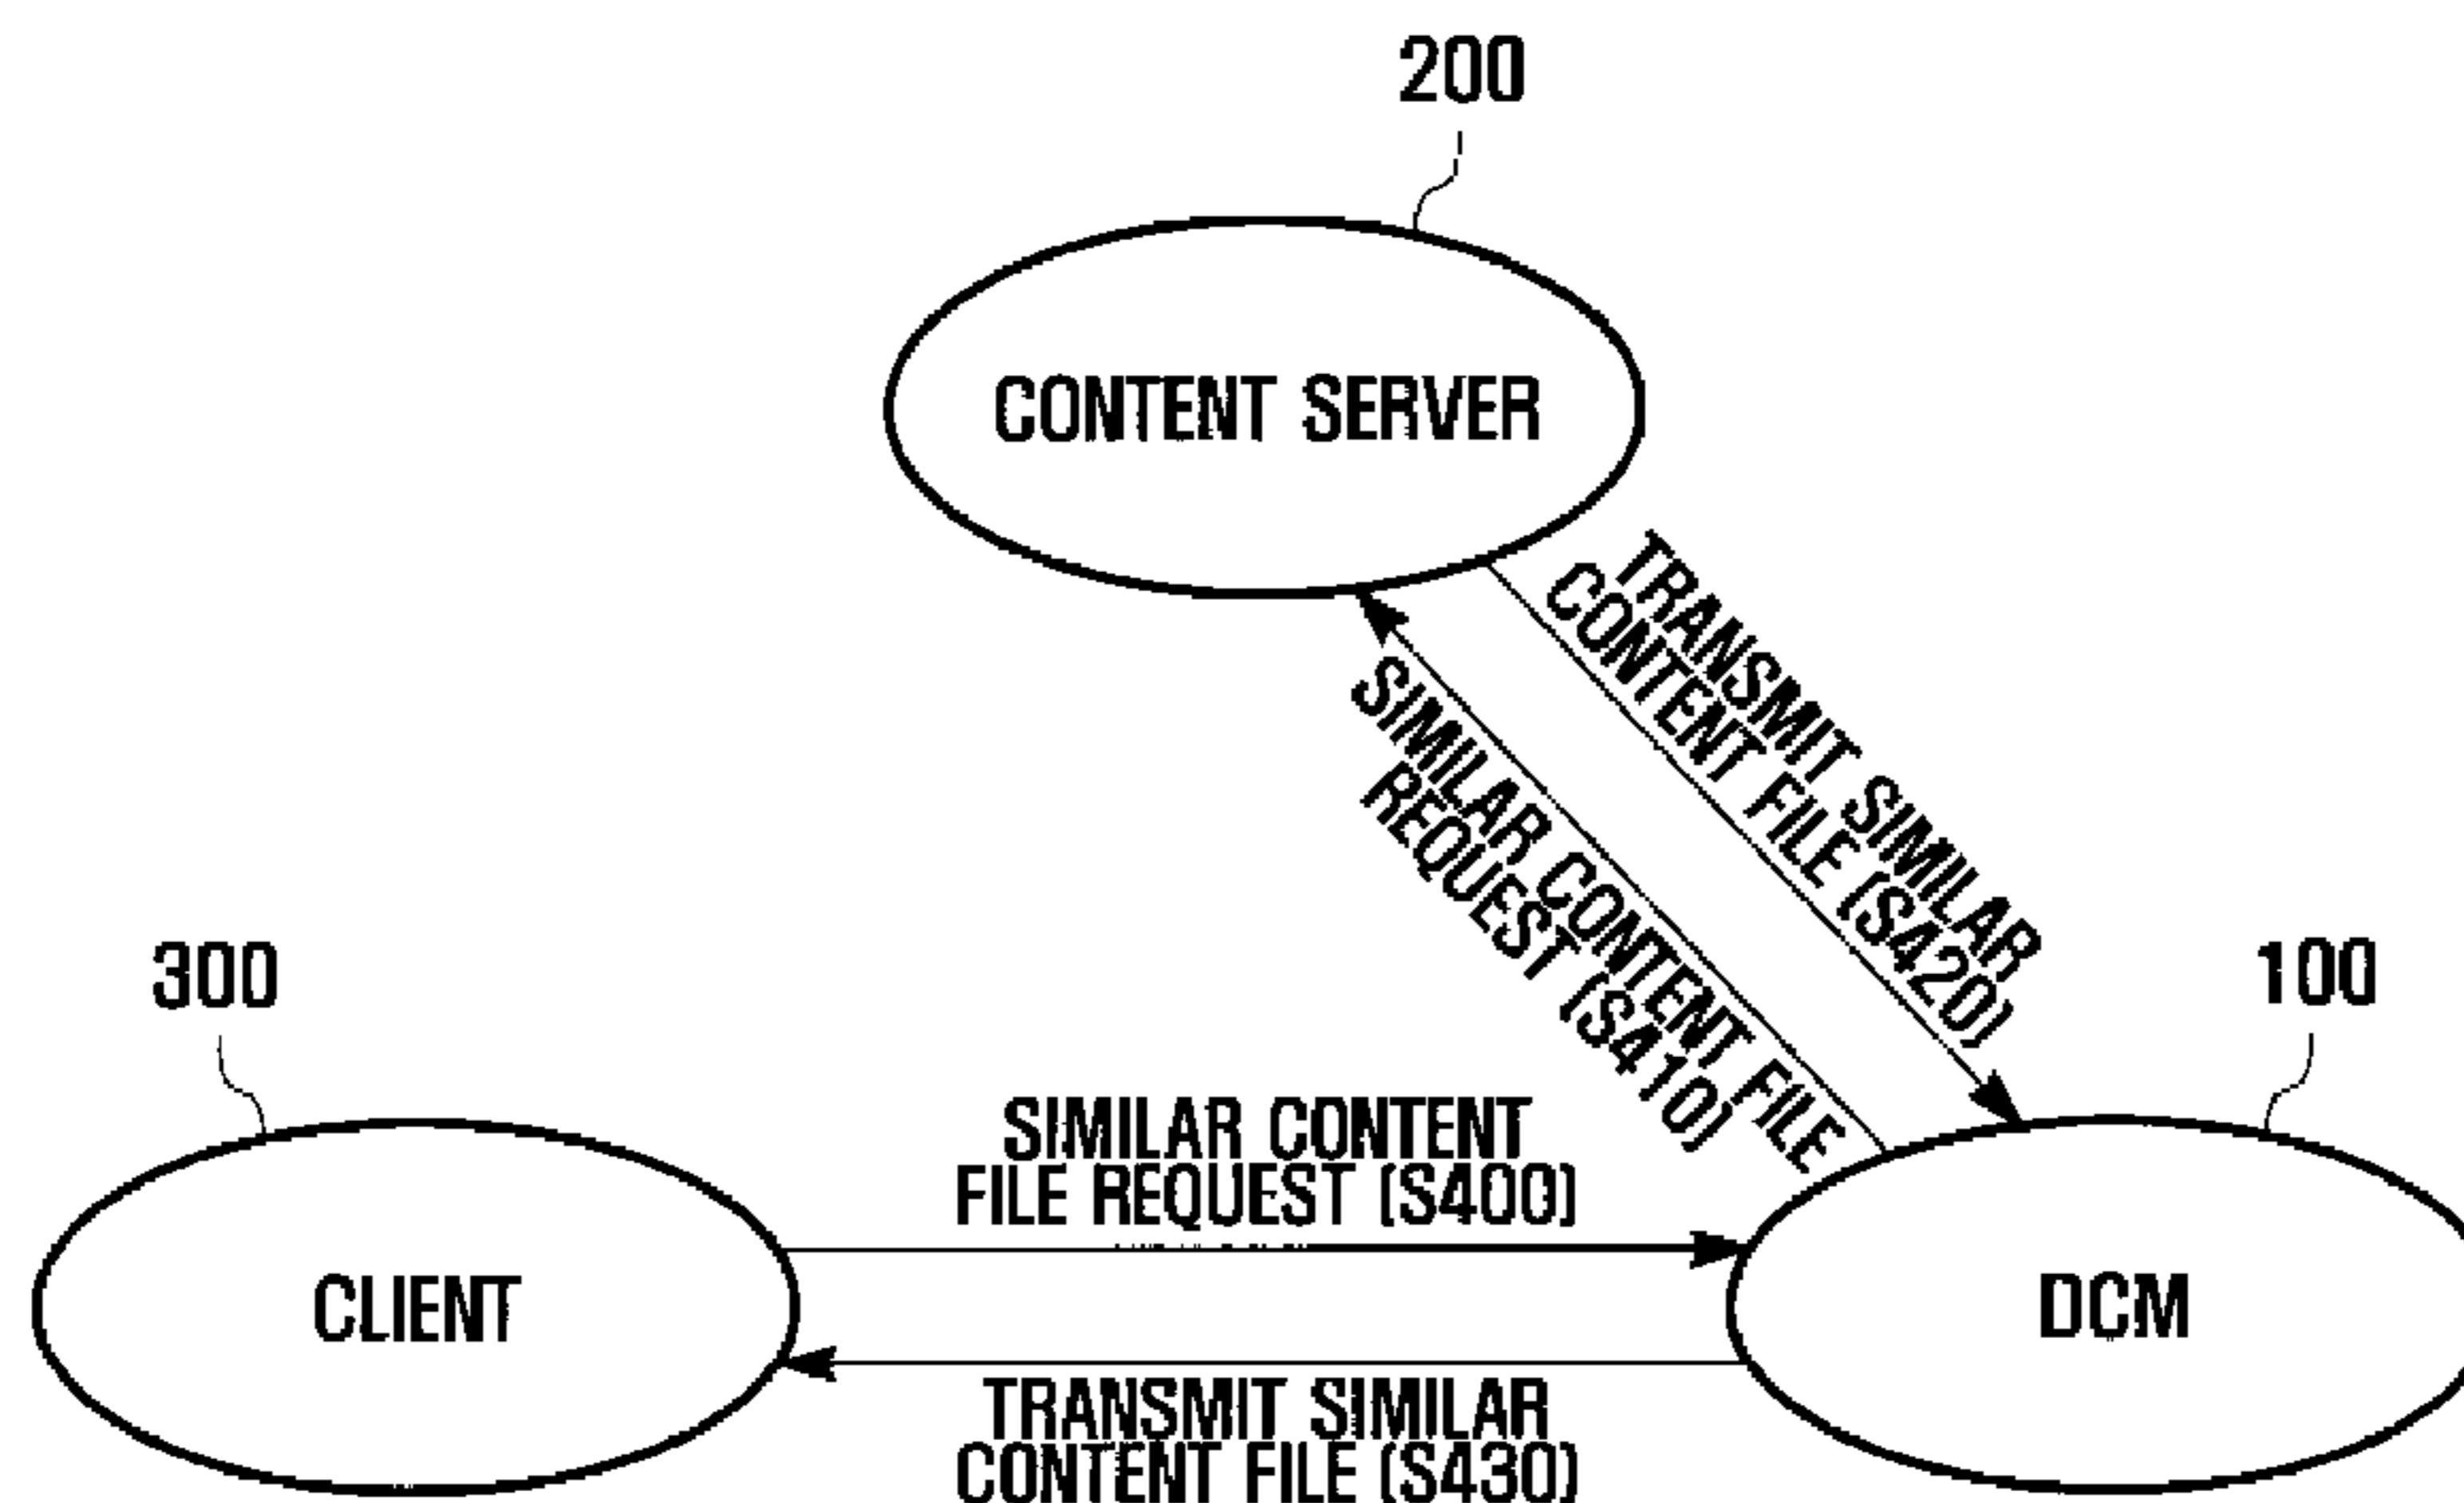 200
CONTENT SERVER
TRANSMIT SIMILAR
CONTENT FILE (S420)
SIMILAR CONTENT FILE
REQUEST (S410)
300
100
SIMILAR CONTENT
FILE REQUEST (S400)
CLIENT
DCM
TRANSMIT SIMILAR
CONTENT FILE (S430)